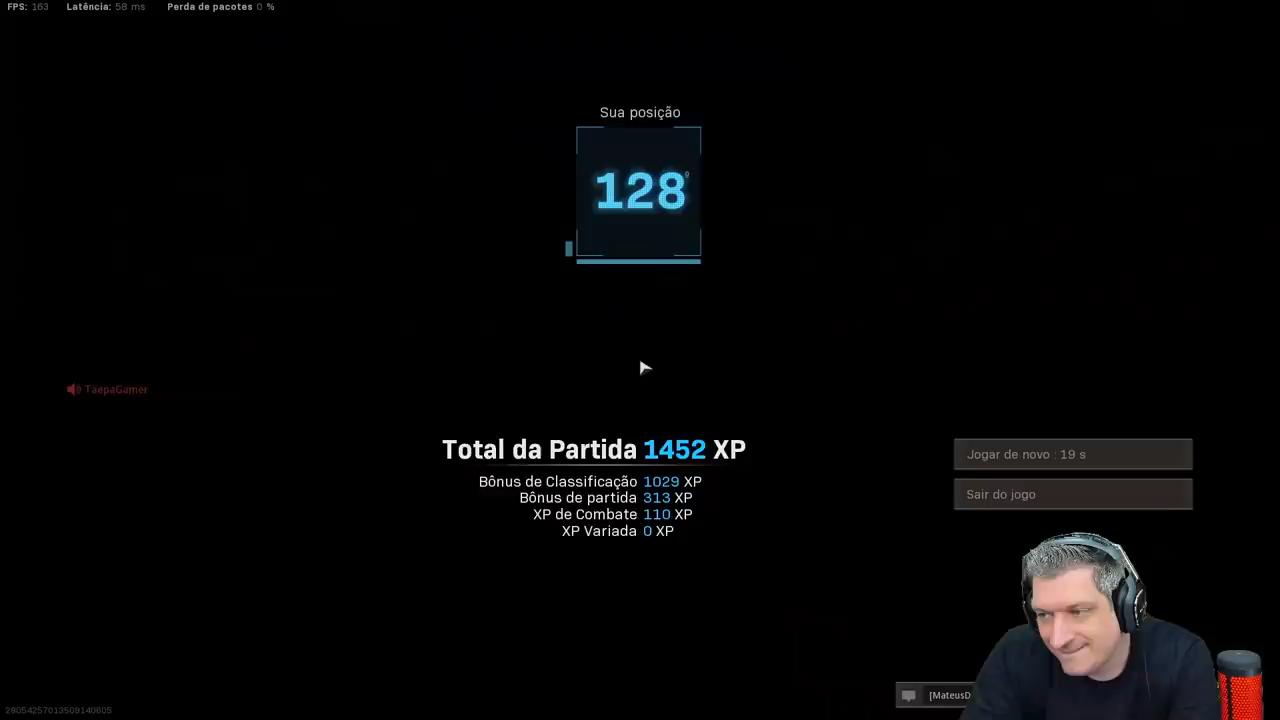 FPS: 163 Latência: 58 ms Perda de pacotes 0 %
Sua posição
128º
TaepaGamer
Total da Partida 1452 XP
Bônus de Classificação 1029 XP
Bônus de partida 313 XP
XP de Combate 110 XP
XP Variada 0 XP
Jogar de novo : 19 s
Sair do jogo
[MateusD
28054257013509140605